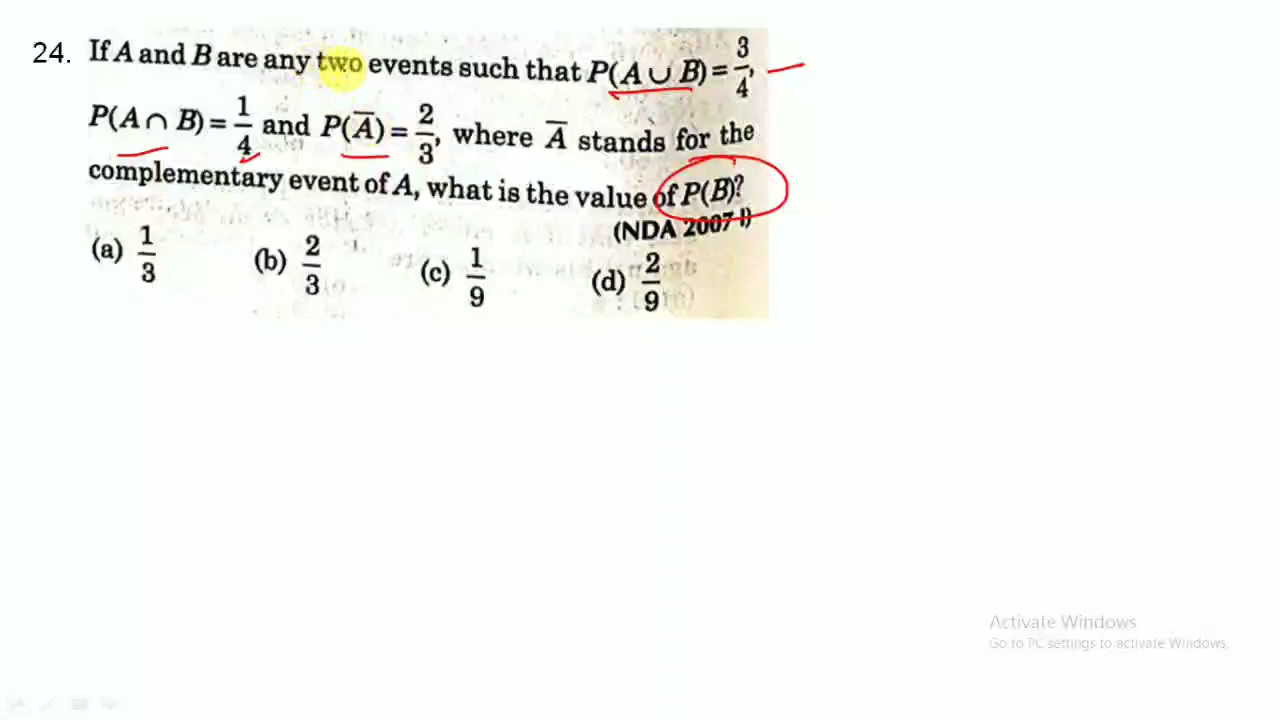 24. If A and B are any two events such that P(A ∪ B) = 3/4,
P(A ∩ B) = 1/4 and P(A̅) = 2/3, where A̅ stands for the
complementary event of A, what is the value of P(B)?
(NDA 2007 I)
(a) 1/3 (b) 2/3 (c) 1/9 (d) 2/9
Activate Windows
Go to PC settings to activate Windows.